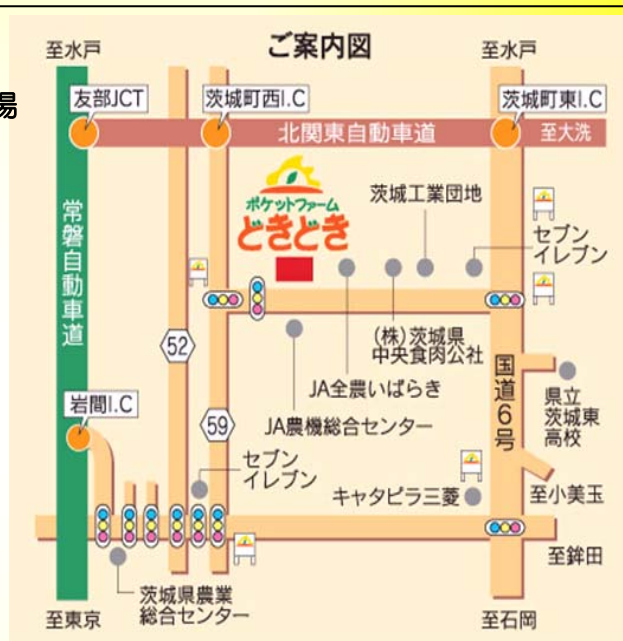 ご案内図
場
至水戸
至水戸
友部JCT
茨城町西I.C
茨城町東I.C
北関東自動車道
至大洗
常磐自動車道
ポケットファーム
どきどき
茨城工業団地
セブン
イレブン
(株)茨城県
中央食肉公社
JA全農いばらき
JA農機総合センター
52
59
国道6号
県立
茨城東
高校
岩間I.C
セブン
イレブン
キャタピラ三菱
至小美玉
至鉾田
茨城県農業
総合センター
至東京
至石岡